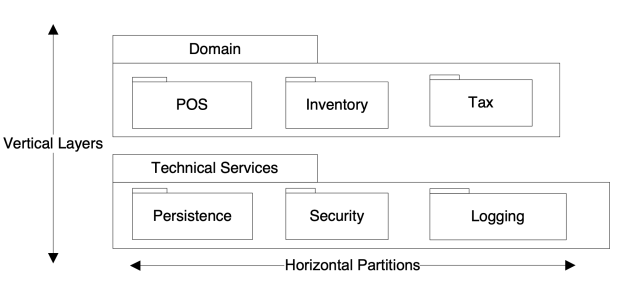 Domain
POS
Inventory
Tax
Vertical Layers
Technical Services
Persistence
Security
Logging
Horizontal Partitions